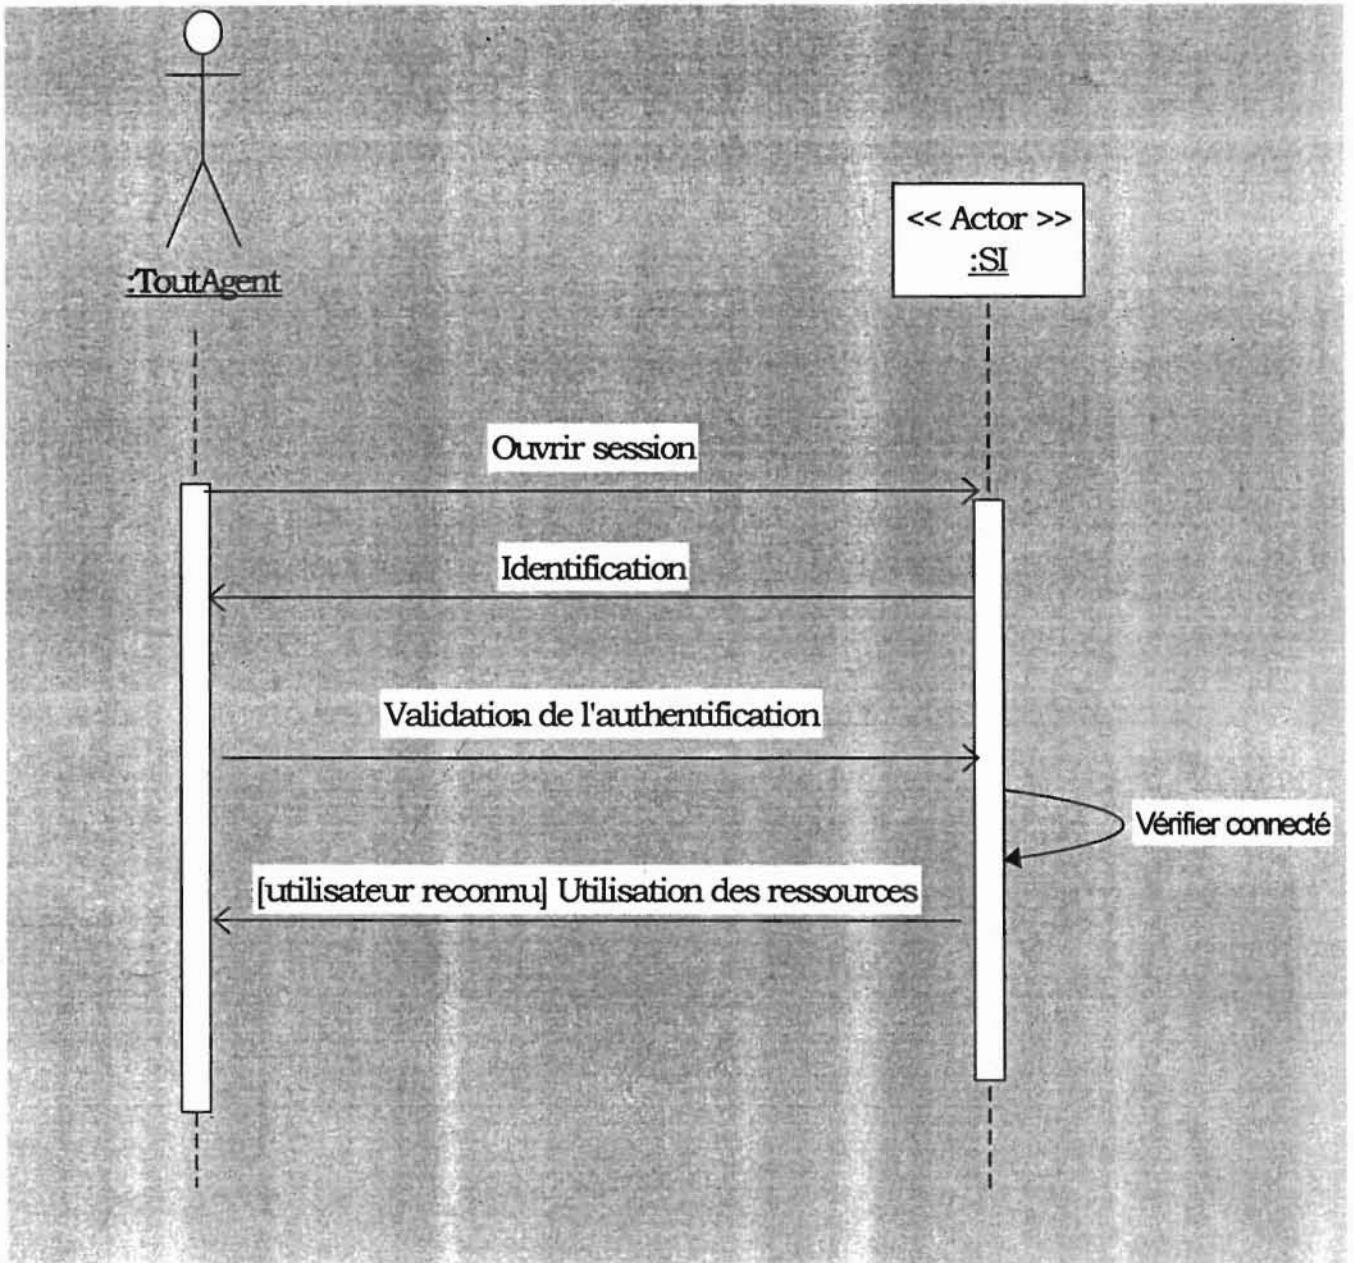 << Actor >>
:SI
:ToutAgent
Ouvrir session
Identification
Validation de l'authentification
Vérifier connecté
[utilisateur reconnu] Utilisation des ressources